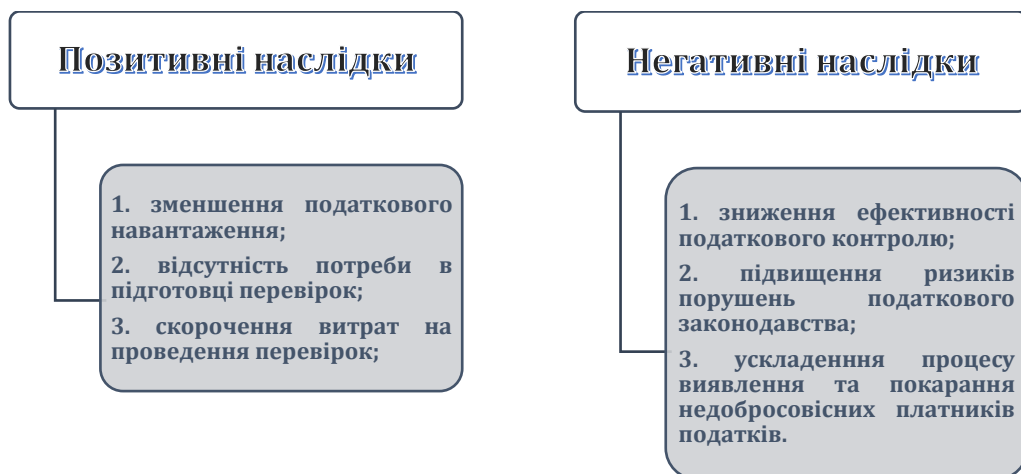 Позитивні наслідки
1. зменшення податкового
навантаження;
2. відсутність потреби в
підготовці перевірок;
3. скорочення витрат на
проведення перевірок;
Негативні наслідки
1. зниження ефективності
податкового контролю;
2. підвищення ризиків
порушень податкового
законодавства;
3. ускладенння процесу
виявлення та покарання
недобросовісних платників
податків.